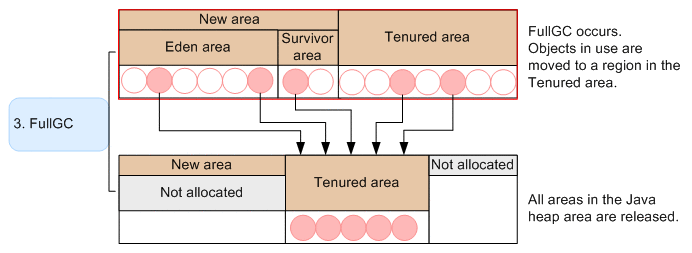 New area
Eden area
Survivor
area
Tenured area
FullGC occurs.
Objects in use are
moved to a region in the
Tenured area.
3. FullGC
New area
Not allocated
Tenured area
Not allocated
All areas in the Java
heap area are released.